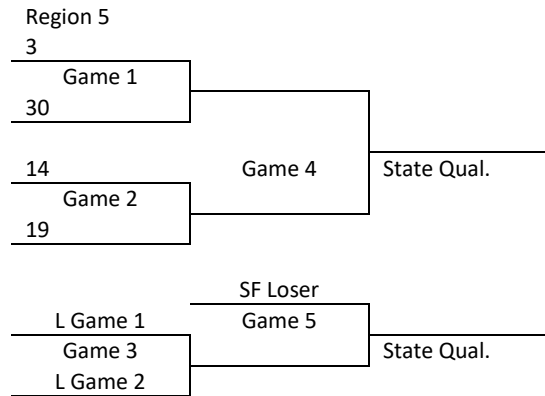 Region 5
3
Game 1
30
14
Game 4
State Qual.
Game 2
19
SF Loser
L Game 1
Game 5
Game 3
State Qual.
L Game 2